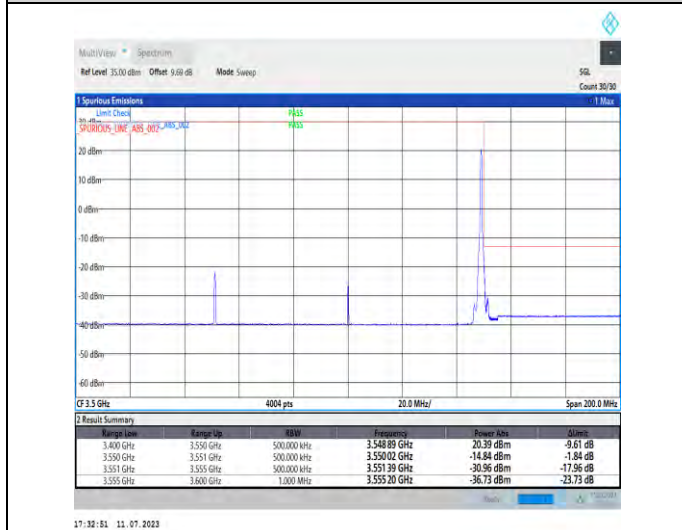 MultiView Spectrum
Ref Level 35.00 dBm Offset 9.69 dB Mode Sweep SGL
Count 30/30
1 Spurious Emissions 1 Max
Limit Check PASS
_SPURIOUS_LINE_ABS_002 PASS
20 dBm
10 dBm
0 dBm
-10 dBm
-20 dBm
-30 dBm
-40 dBm
-50 dBm
-60 dBm
CF 3.5 GHz 4004 pts 20.0 MHz/ Span 200.0 MHz
2 Result Summary
Range Low Range Up RBW Frequency Power Abs ΔLimit
3.400 GHz 3.550 GHz 500.000 kHz 3.548 89 GHz 20.39 dBm -9.61 dB
3.550 GHz 3.551 GHz 500.000 kHz 3.550 02 GHz -14.84 dBm -1.84 dB
3.551 GHz 3.555 GHz 500.000 kHz 3.551 39 GHz -30.96 dBm -17.96 dB
3.555 GHz 3.600 GHz 1.000 MHz 3.555 20 GHz -36.73 dBm -23.73 dB
17:32:51 11.07.2023